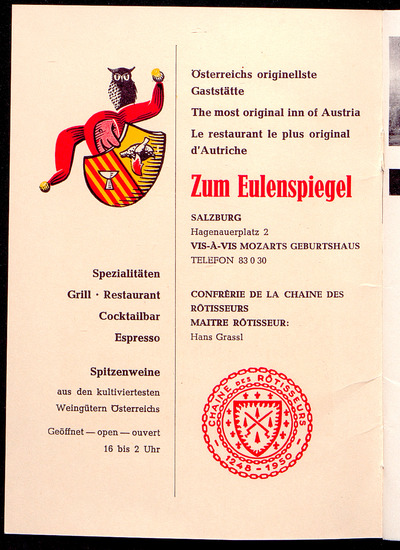 Österreichs originellste
Gaststätte
The most original inn of Austria
Le restaurant le plus original
d'Autriche
Zum Eulenspiegel
SALZBURG
Hagenauerplatz 2
VIS-À-VIS MOZARTS GEBURTSHAUS
TELEFON 83 0 30
CONFRÉRIE DE LA CHAINE DES
RÔTISSEURS
MAITRE RÔTISSEUR:
Hans Grassl
CHAINE DES RÔTISSEURS
1248 - 1950
Spezialitäten
Grill · Restaurant
Cocktailbar
Espresso
Spitzenweine
aus den kultiviertesten
Weingütern Österreichs
Geöffnet — open — ouvert
16 bis 2 Uhr